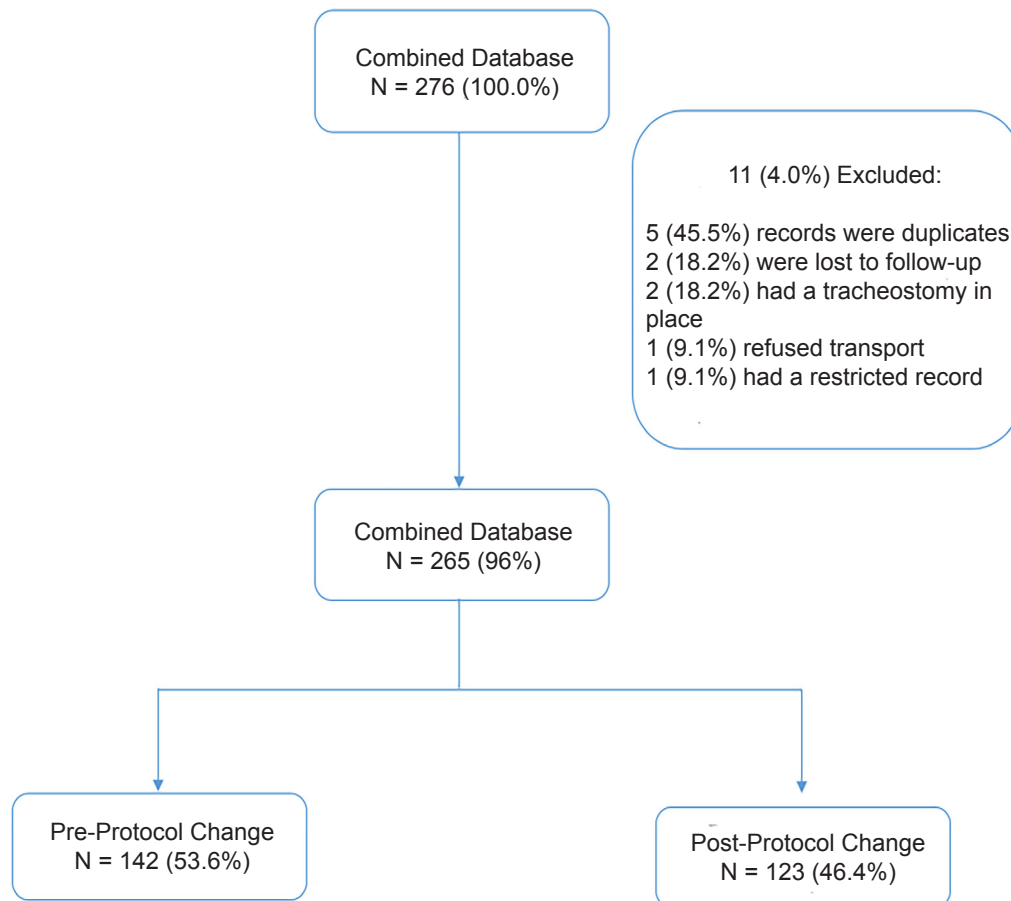 Combined Database
N = 276 (100.0%)
11 (4.0%) Excluded:
5 (45.5%) records were duplicates
2 (18.2%) were lost to follow-up
2 (18.2%) had a tracheostomy in
place
1 (9.1%) refused transport
1 (9.1%) had a restricted record
Combined Database
N = 265 (96%)
Pre-Protocol Change
N = 142 (53.6%)
Post-Protocol Change
N = 123 (46.4%)